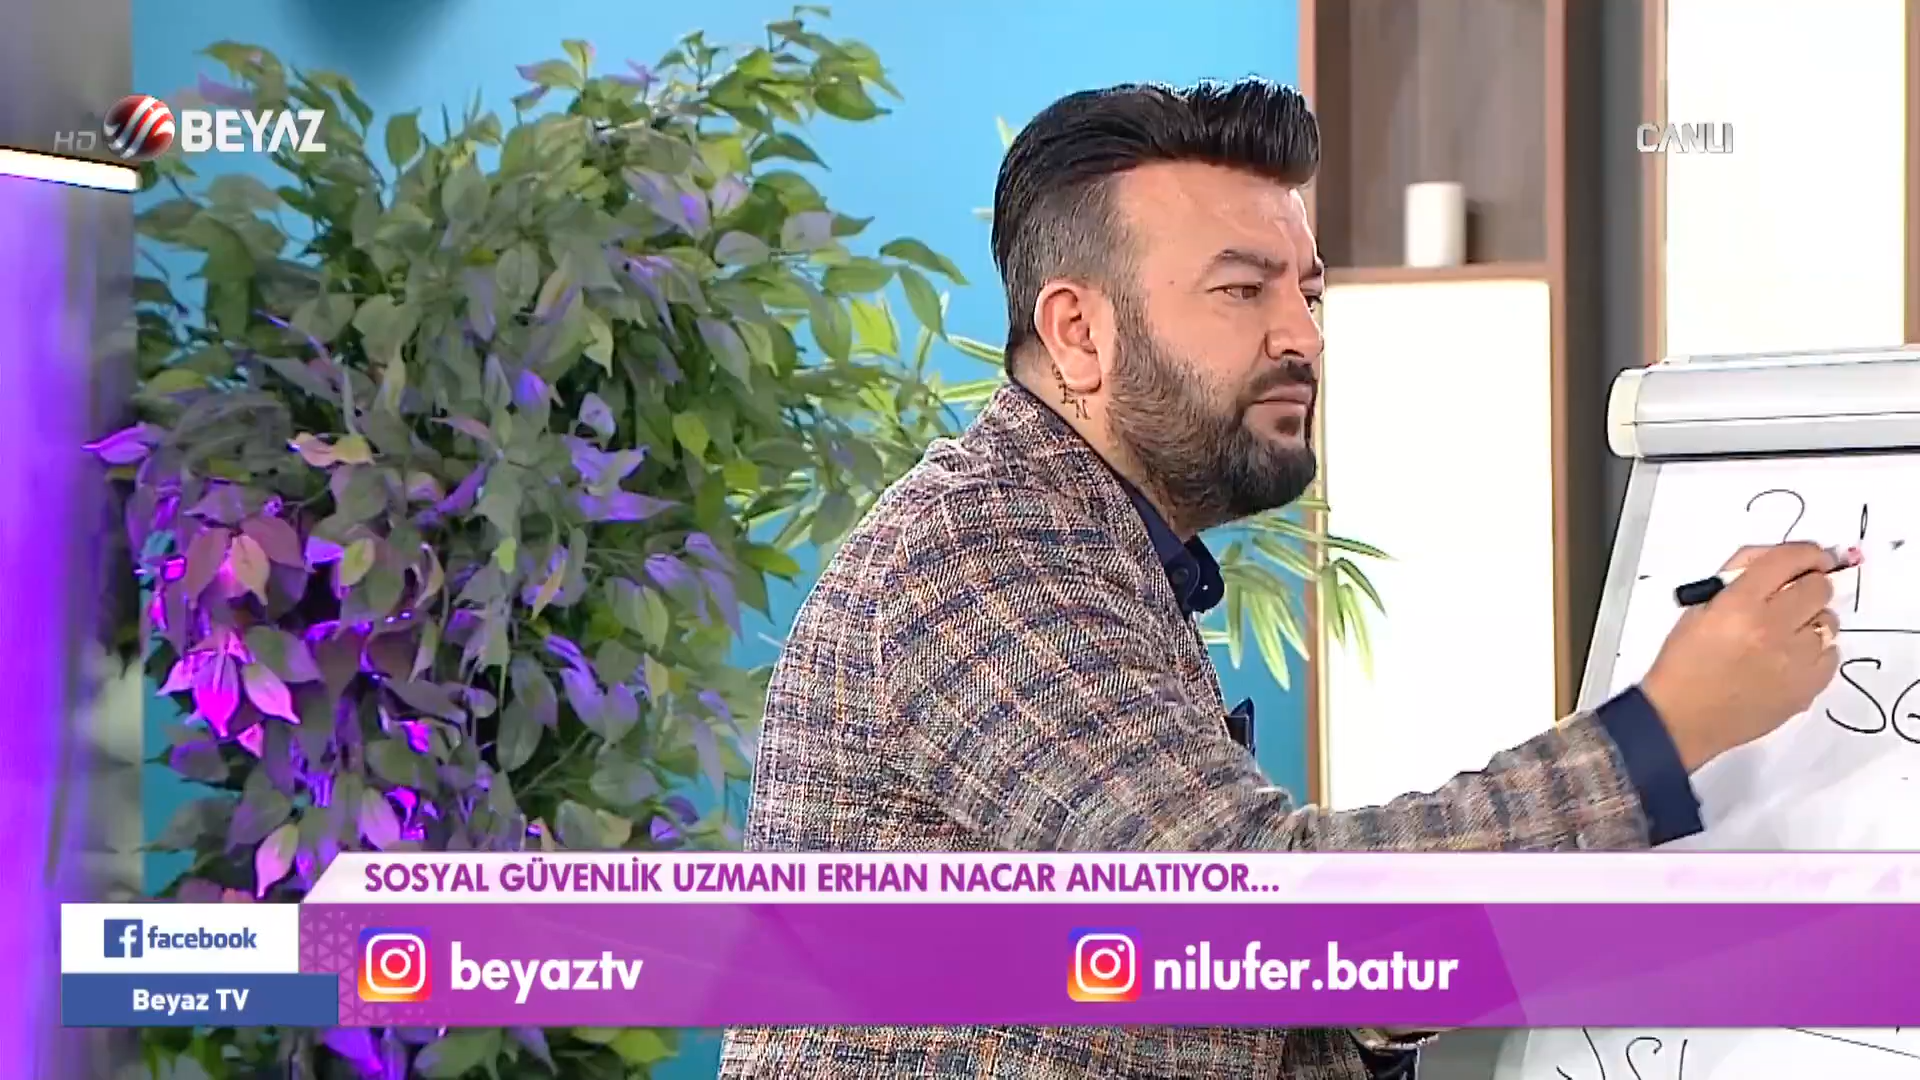 HD BEYAZ
CANLI
SOSYAL GÜVENLİK UZMANI ERHAN NACAR ANLATIYOR...
facebook
Beyaz TV
beyaztv
nilufer.batur